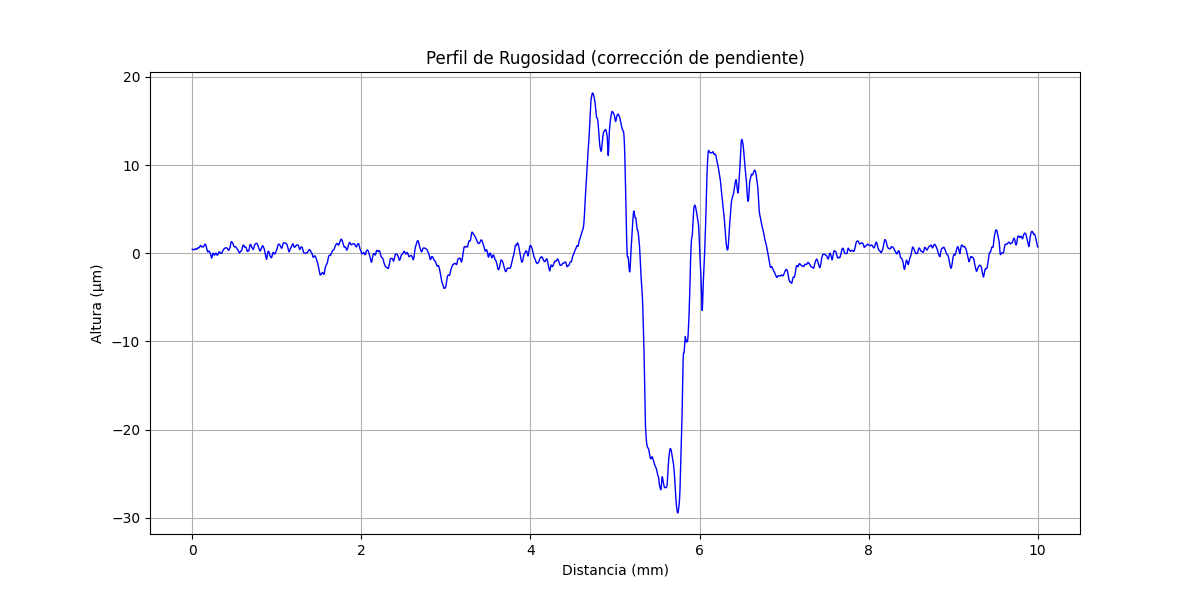 Perfil de Rugosidad (corrección de pendiente)
Altura (µm)
20
10
0
−10
−20
−30
0 2 4 6 8 10
Distancia (mm)